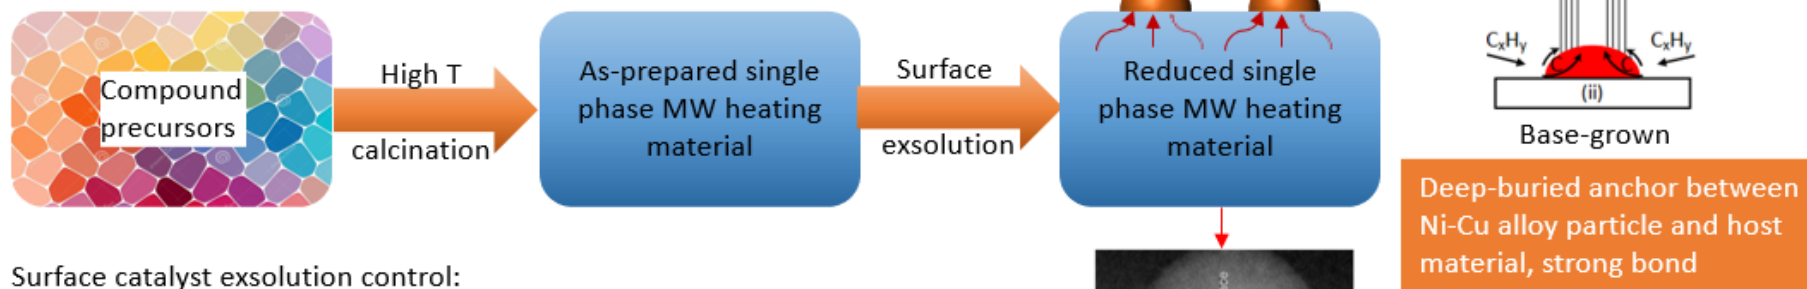 Compound
precursors
High T
calcination
As-prepared single
phase MW heating
material
Surface
exsolution
Reduced single
phase MW heating
material
CxHy
CxHy
C
C
(ii)
Base-grown
Deep-buried anchor between
Ni-Cu alloy particle and host
material, strong bond
Surface catalyst exsolution control: